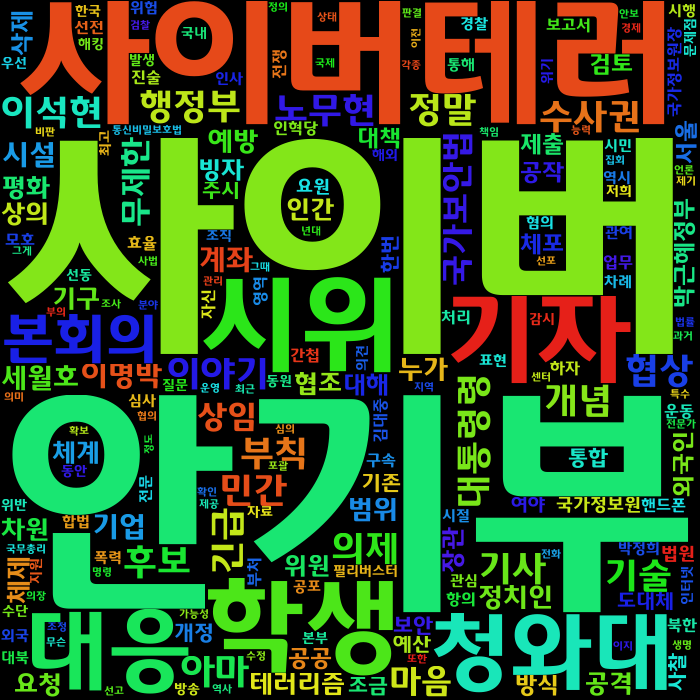 사이버테러
한국
위험
정의
상태
판결
안보
시행
삭제
선전
검찰
국내
이전
경찰
보고서
경제
문제점
해킹
발생
전쟁
국제
각종
통해
위기
검토
국가정보원장
우선
진술
인사
이석현
행정부
노무현
정말
수사권
비판
최고
통신비밀보호법
인혁당
대책
책임
능력
서울
시설
무제한
예방
해외
국가보안법
제출
시민
언론
사이버
빙자
요원
공작
집회
제기
평화
주시
인간
역시
저희
상의
년대
혐의
관여
박근혜정부
모호
효율
조직
한번
체포
업무
그게
사법
계좌
그때
선포
차례
선동
자신
관리
영역
기구
조사
분야
부의
시위
기자
감시
처리
법률
과거
본회의
간첩
의견
표현
이야기
누가
하자
협상
세월호
이명박
질문
운영
최근
동원
협조
대해
지역
센터
특수
의미
심사
협의
상임
김대중
대통령령
개념
운동
전문가
안기부
확보
체계
정도
심의
부칙
통합
외국인
동안
포괄
구속
전문
민간
기존
위반
확인
제공
자료
범위
여야
국가정보원
핸드폰
차원
합법
기업
긴급
시절
국무총리
폭력
후보
위원
의제
장관
기사
전화
박정희
법원
체제
지원
명령
부처
필리버스터
관심
기술
인터넷
수단
의장
공포
항의
정치인
도대체
외국
조정
대응
가능성
학생
보안
청와대
북한
무슨
개정
본부
예산
생명
대북
아마
수정
공공
또한
이지
사찰
요청
선고
방송
역사
테러리즘
조금
마음
방식
공격